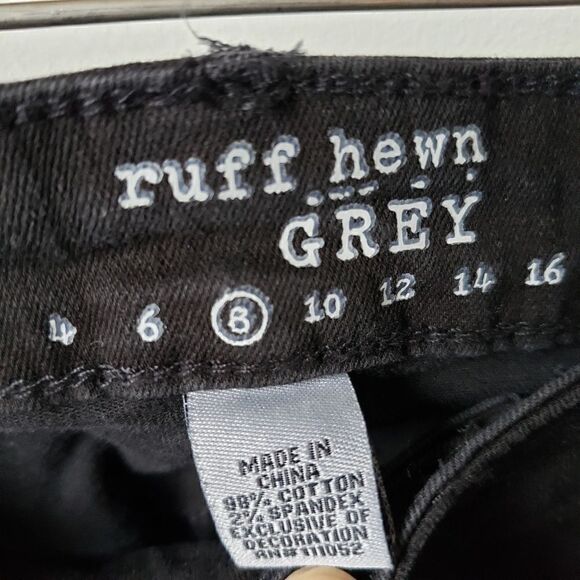 ruff hewn
GREY
4 6 8 10 12 14 16
MADE IN
CHINA
98% COTTON
2% SPANDEX
EXCLUSIVE OF
DECORATION
RN# 111052